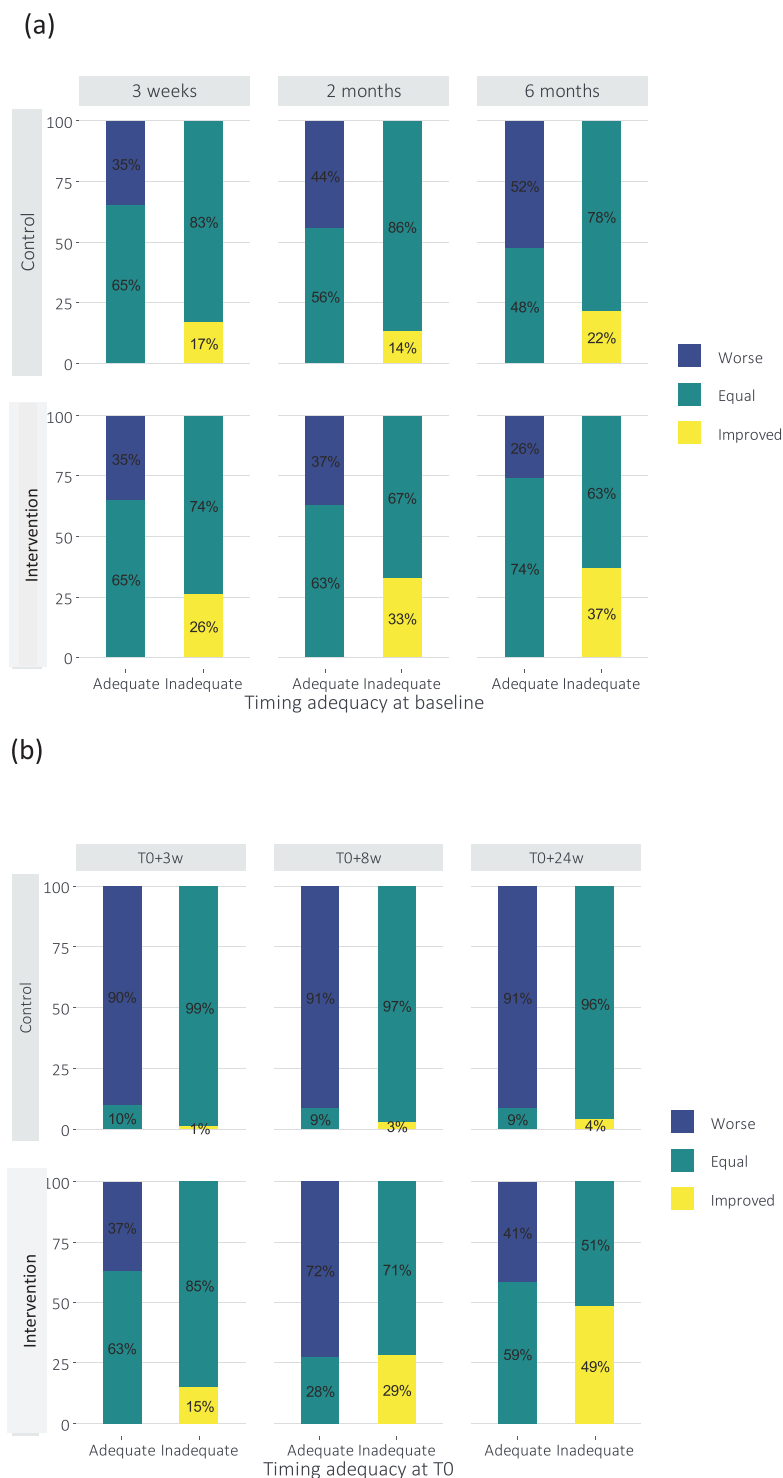 (a)
3 weeks 2 months 6 months
Control
100
75
50
25
0
35% 83% 44% 86% 52% 78%
65% 17% 56% 14% 48% 22%
Worse
Equal
Improved
Intervention
100
75
50
25
0
35% 74% 37% 67% 26% 63%
65% 26% 63% 33% 74% 37%
Adequate Inadequate Adequate Inadequate Adequate Inadequate
Timing adequacy at baseline
(b)
T0+3w T0+8w T0+24w
Control
100
75
50
25
0
90% 99% 91% 97% 91% 96%
10% 1% 9% 3% 9% 4%
Worse
Equal
Improved
Intervention
100
75
50
25
0
37% 85% 72% 71% 41% 51%
63% 15% 28% 29% 59% 49%
Adequate Inadequate Adequate Inadequate Adequate Inadequate
Timing adequacy at T0